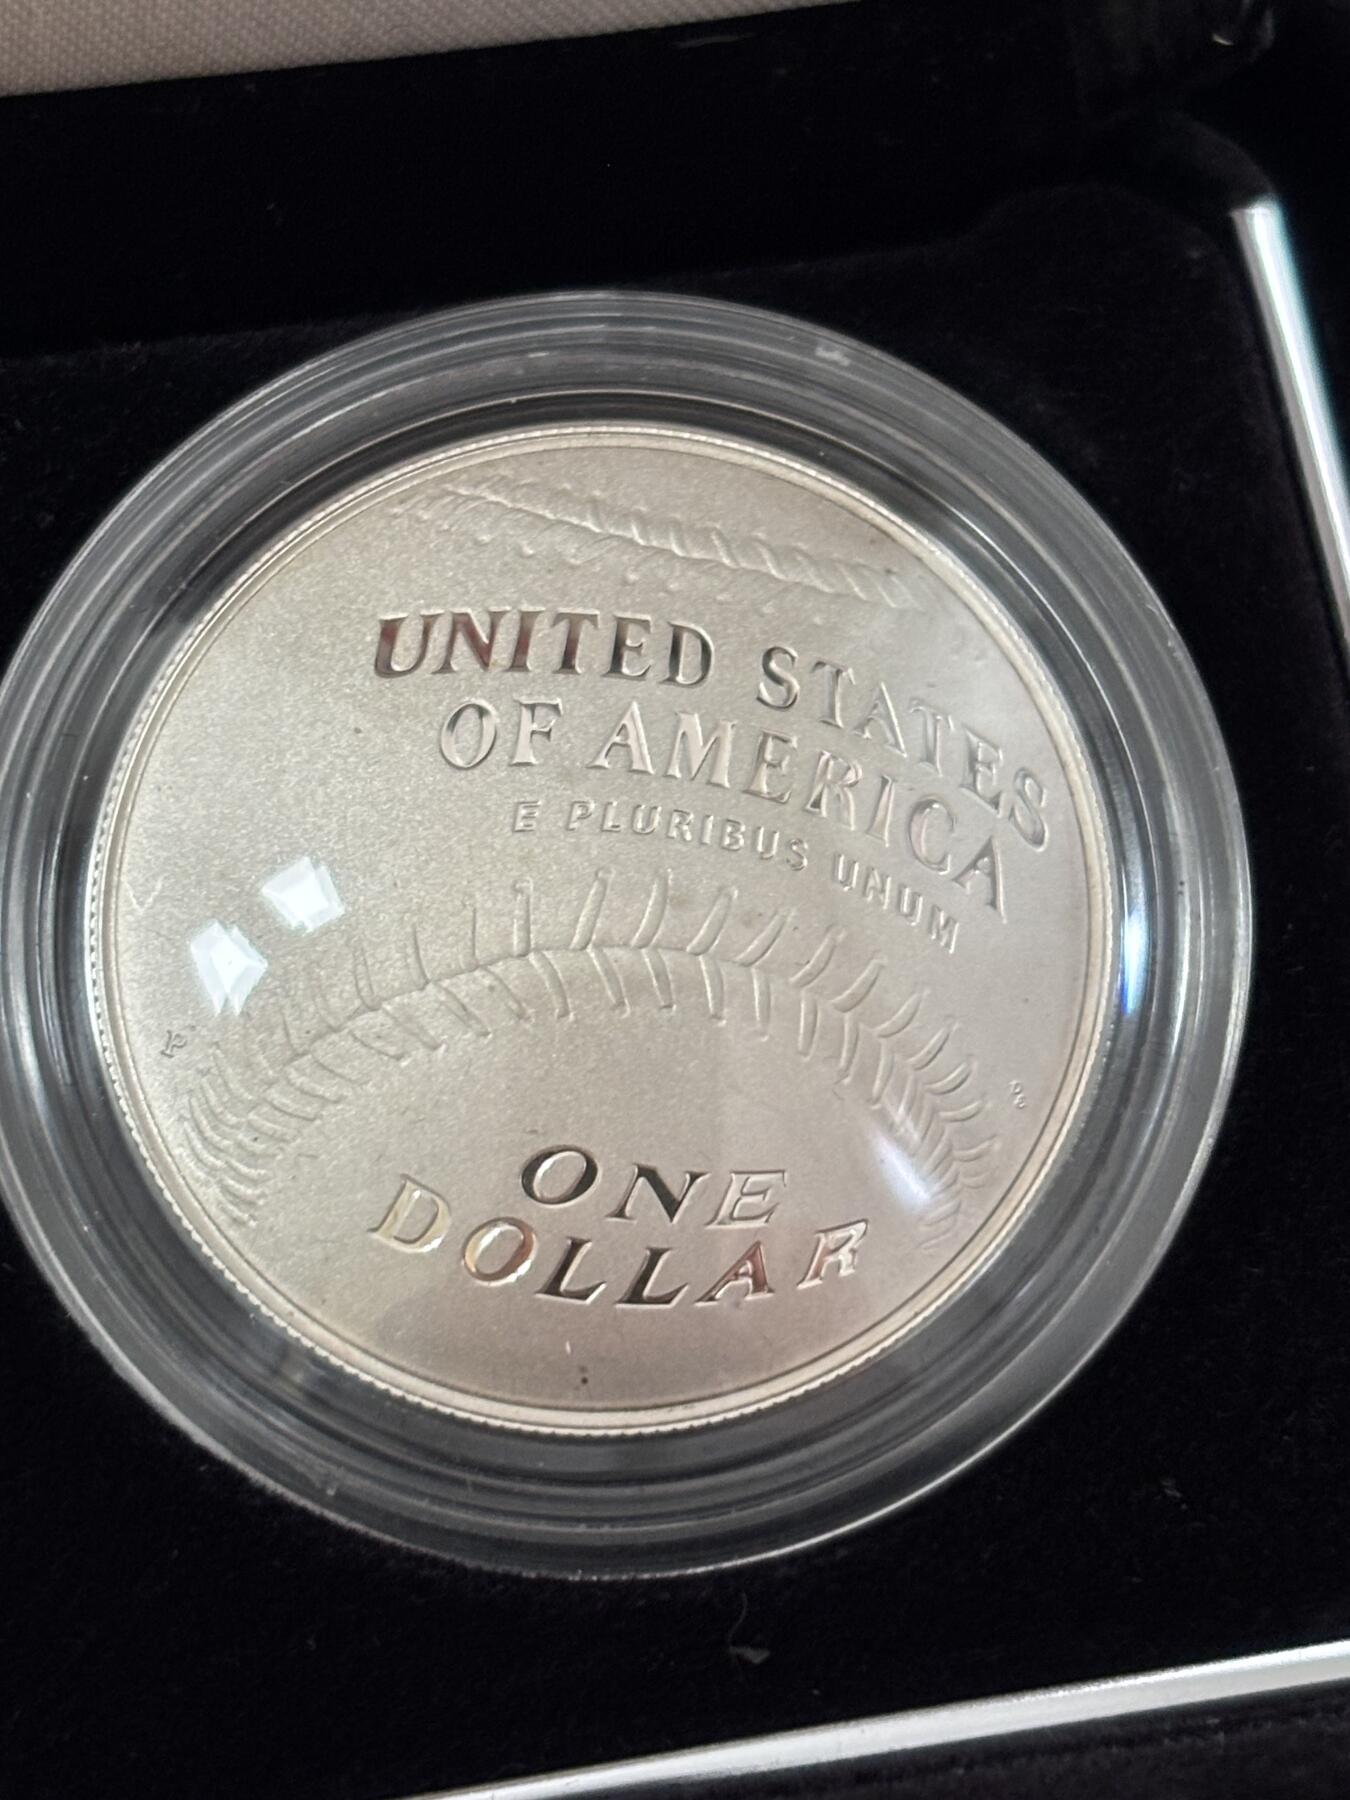 UNITED STATES
OF AMERICA
E PLURIBUS UNUM
ONE
DOLLAR